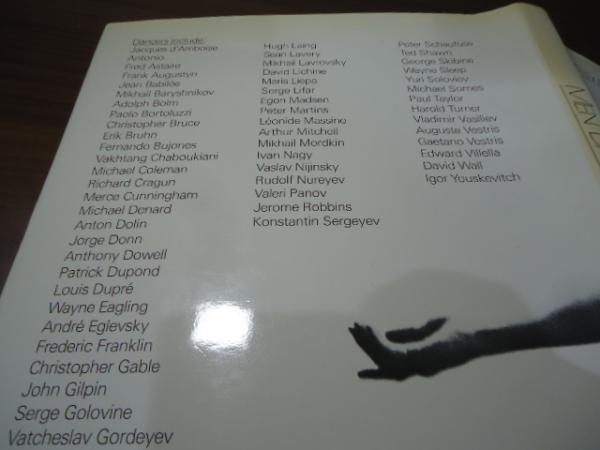 Dancers include:
Jacques d'Amboise
Antonio
Fred Astaire
Frank Augustyn
Jean Babilée
Mikhail Baryshnikov
Adolph Bolm
Paolo Bortoluzzi
Christopher Bruce
Erik Bruhn
Fernando Bujones
Vakhtang Chaboukiani
Michael Coleman
Richard Cragun
Merce Cunningham
Michael Denard
Anton Dolin
Jorge Donn
Anthony Dowell
Patrick Dupond
Louis Dupré
Wayne Eagling
André Eglevsky
Frederic Franklin
Christopher Gable
John Gilpin
Serge Golovine
Vatcheslav Gordeyev
Hugh Laing
Sean Lavery
Mikhail Lavrovsky
David Lichine
Maris Liepa
Serge Lifar
Egon Madsen
Peter Martins
Léonide Massine
Arthur Mitchell
Mikhail Mordkin
Ivan Nagy
Vaslav Nijinsky
Rudolf Nureyev
Valeri Panov
Jerome Robbins
Konstantin Sergeyev
Peter Schaufuss
Ted Shawn
George Skibine
Wayne Sleep
Yuri Soloviev
Michael Somes
Paul Taylor
Harold Turner
Vladimir Vasiliev
Auguste Vestris
Gaetano Vestris
Edward Villella
David Wall
Igor Youskevitch
MEN